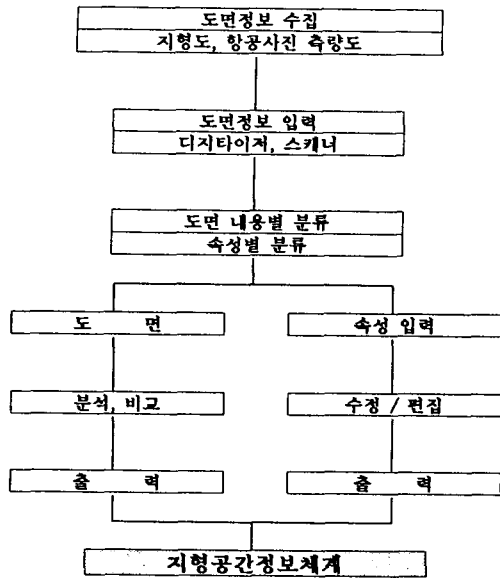 도면정보 수집
지형도, 항공사진 측량도
도면정보 입력
디지타이저, 스캐너
도면 내용별 분류
속성별 분류
도 면
속성 입력
분석, 비교
수정 / 편집
출 력
출 력
지형공간정보체계